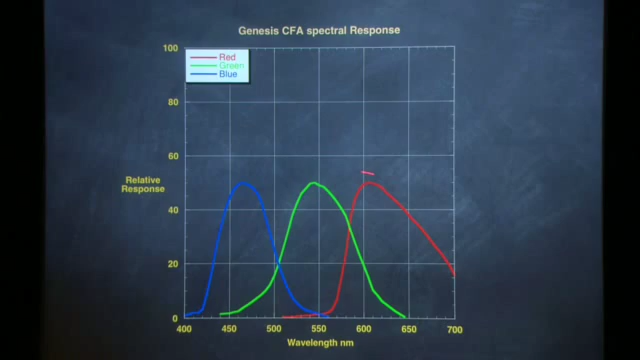 Genesis CFA spectral Response
100
Red
Green
Blue
80
60
Relative
Response
40
20
0
400 450 500 550 600 650 700
Wavelength nm